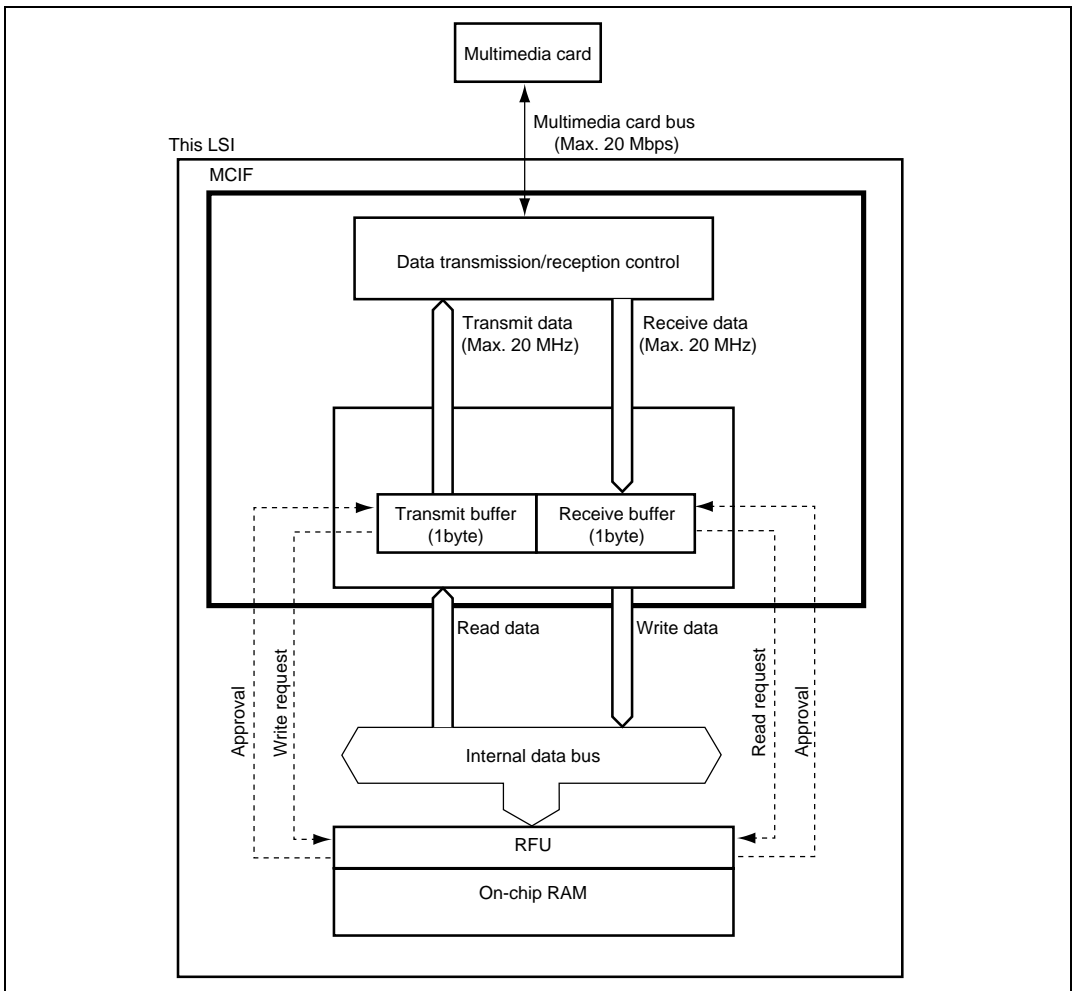 Multimedia card
Multimedia card bus
(Max. 20 Mbps)
This LSI
MCIF
Data transmission/reception control
Transmit data
(Max. 20 MHz)
Receive data
(Max. 20 MHz)
Transmit buffer
(1byte)
Receive buffer
(1byte)
Read data
Write data
Approval
Write request
Read request
Approval
Internal data bus
RFU
On-chip RAM